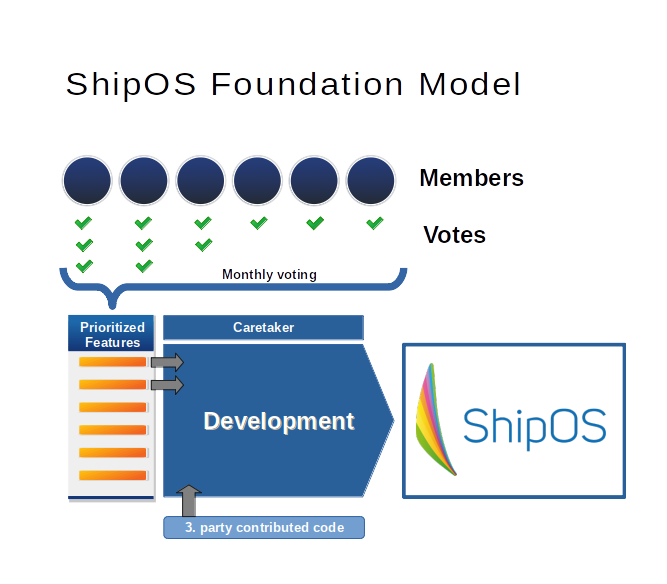 ShipOS Foundation Model
Members
Votes
Monthly voting
Prioritized
Features
Caretaker
Development
ShipOS
3. party contributed code